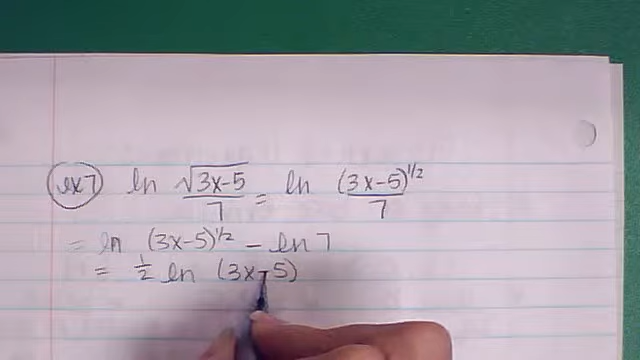 ex7 ln √(3x-5)/7 = ln (3x-5)^1/2/7
= ln (3x-5)^1/2 - ln 7
= 1/2 ln (3x-5)